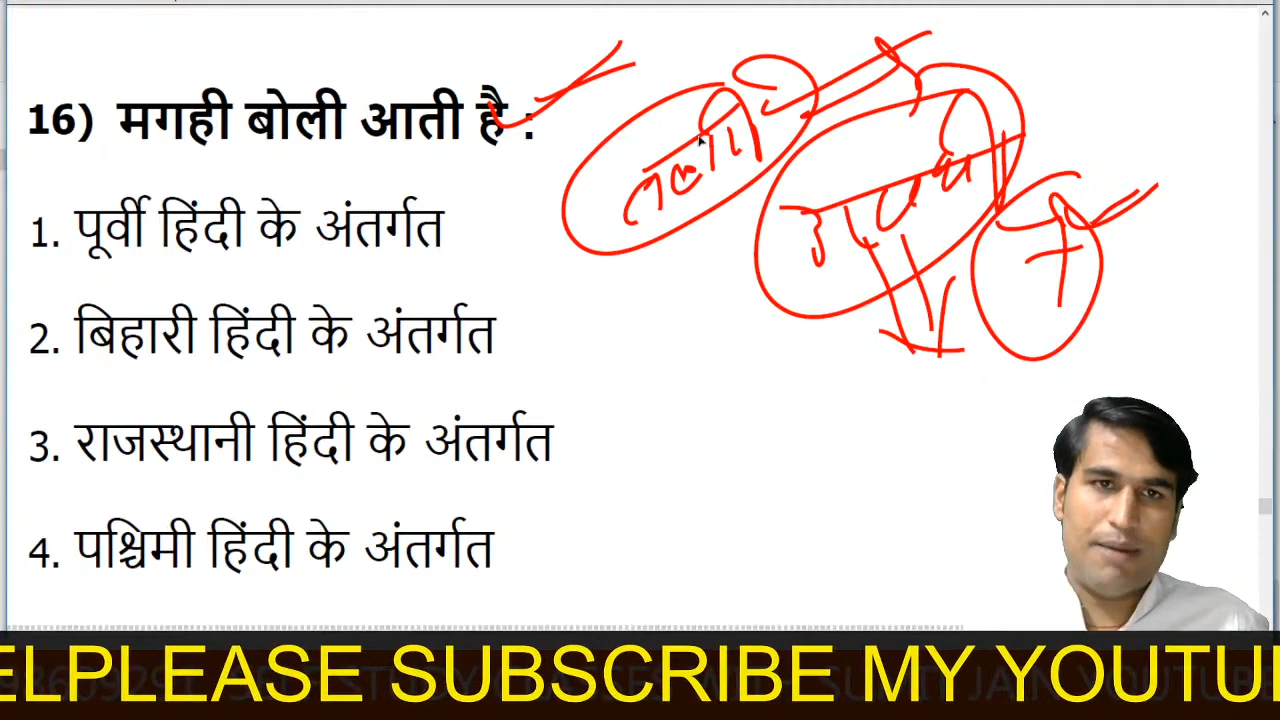 16) मगही बोली आती है :
1. पूर्वी हिंदी के अंतर्गत
2. बिहारी हिंदी के अंतर्गत
3. राजस्थानी हिंदी के अंतर्गत
4. पश्चिमी हिंदी के अंतर्गत
ELPLEASE SUBSCRIBE MY YOUTU